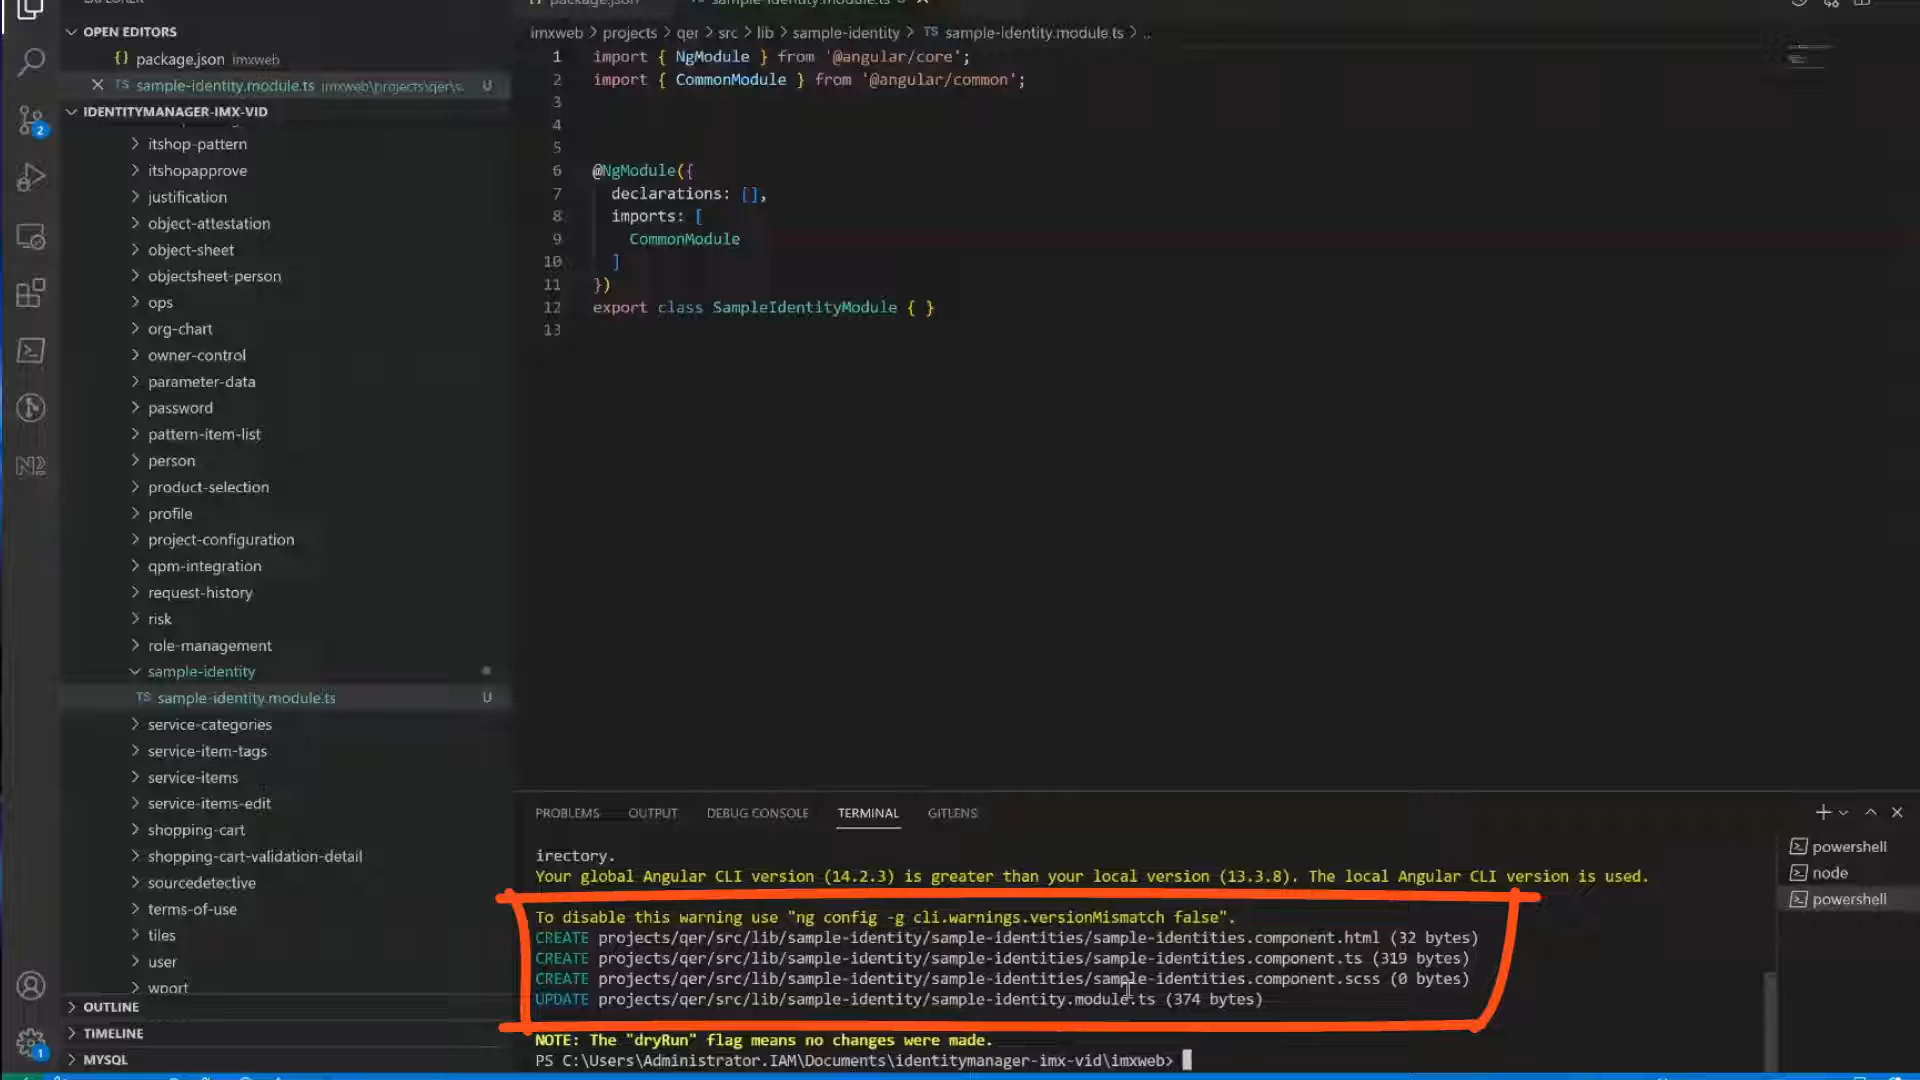 OPEN EDITORS
{} package.json imxweb
TS sample-identity.module.ts imxweb\projects\qer\s. U
IDENTITYMANAGER-IMX-VID
itshop-pattern
itshopapprove
justification
object-attestation
object-sheet
objectsheet-person
ops
org-chart
owner-control
parameter-data
password
pattern-item-list
person
product-selection
profile
project-configuration
qpm-integration
request-history
risk
role-management
sample-identity
TS sample-identity.module.ts U
service-categories
service-item-tags
service-items
service-items-edit
shopping-cart
shopping-cart-validation-detail
sourcedetective
terms-of-use
tiles
user
wport
OUTLINE
TIMELINE
MYSQL
2
1
imxweb > projects > qer > src > lib > sample-identity > TS sample-identity.module.ts > ..
1 import { NgModule } from '@angular/core';
2 import { CommonModule } from '@angular/common';
3
4
5
6 @NgModule({
7 declarations: [],
8 imports: [
9 CommonModule
10 ]
11 })
12 export class SampleIdentityModule { }
13
PROBLEMS OUTPUT DEBUG CONSOLE TERMINAL GITLENS
irectory.
Your global Angular CLI version (14.2.3) is greater than your local version (13.3.8). The local Angular CLI version is used.
To disable this warning use "ng config -g cli.warnings.versionMismatch false".
CREATE projects/qer/src/lib/sample-identity/sample-identities/sample-identities.component.html (32 bytes)
CREATE projects/qer/src/lib/sample-identity/sample-identities/sample-identities.component.ts (319 bytes)
CREATE projects/qer/src/lib/sample-identity/sample-identities/sample-identities.component.scss (0 bytes)
UPDATE projects/qer/src/lib/sample-identity/sample-identity.module.ts (374 bytes)
NOTE: The "dryRun" flag means no changes were made.
PS C:\Users\Administrator.IAM\Documents\identitymanager-imx-vid\imxweb>
powershell
node
powershell